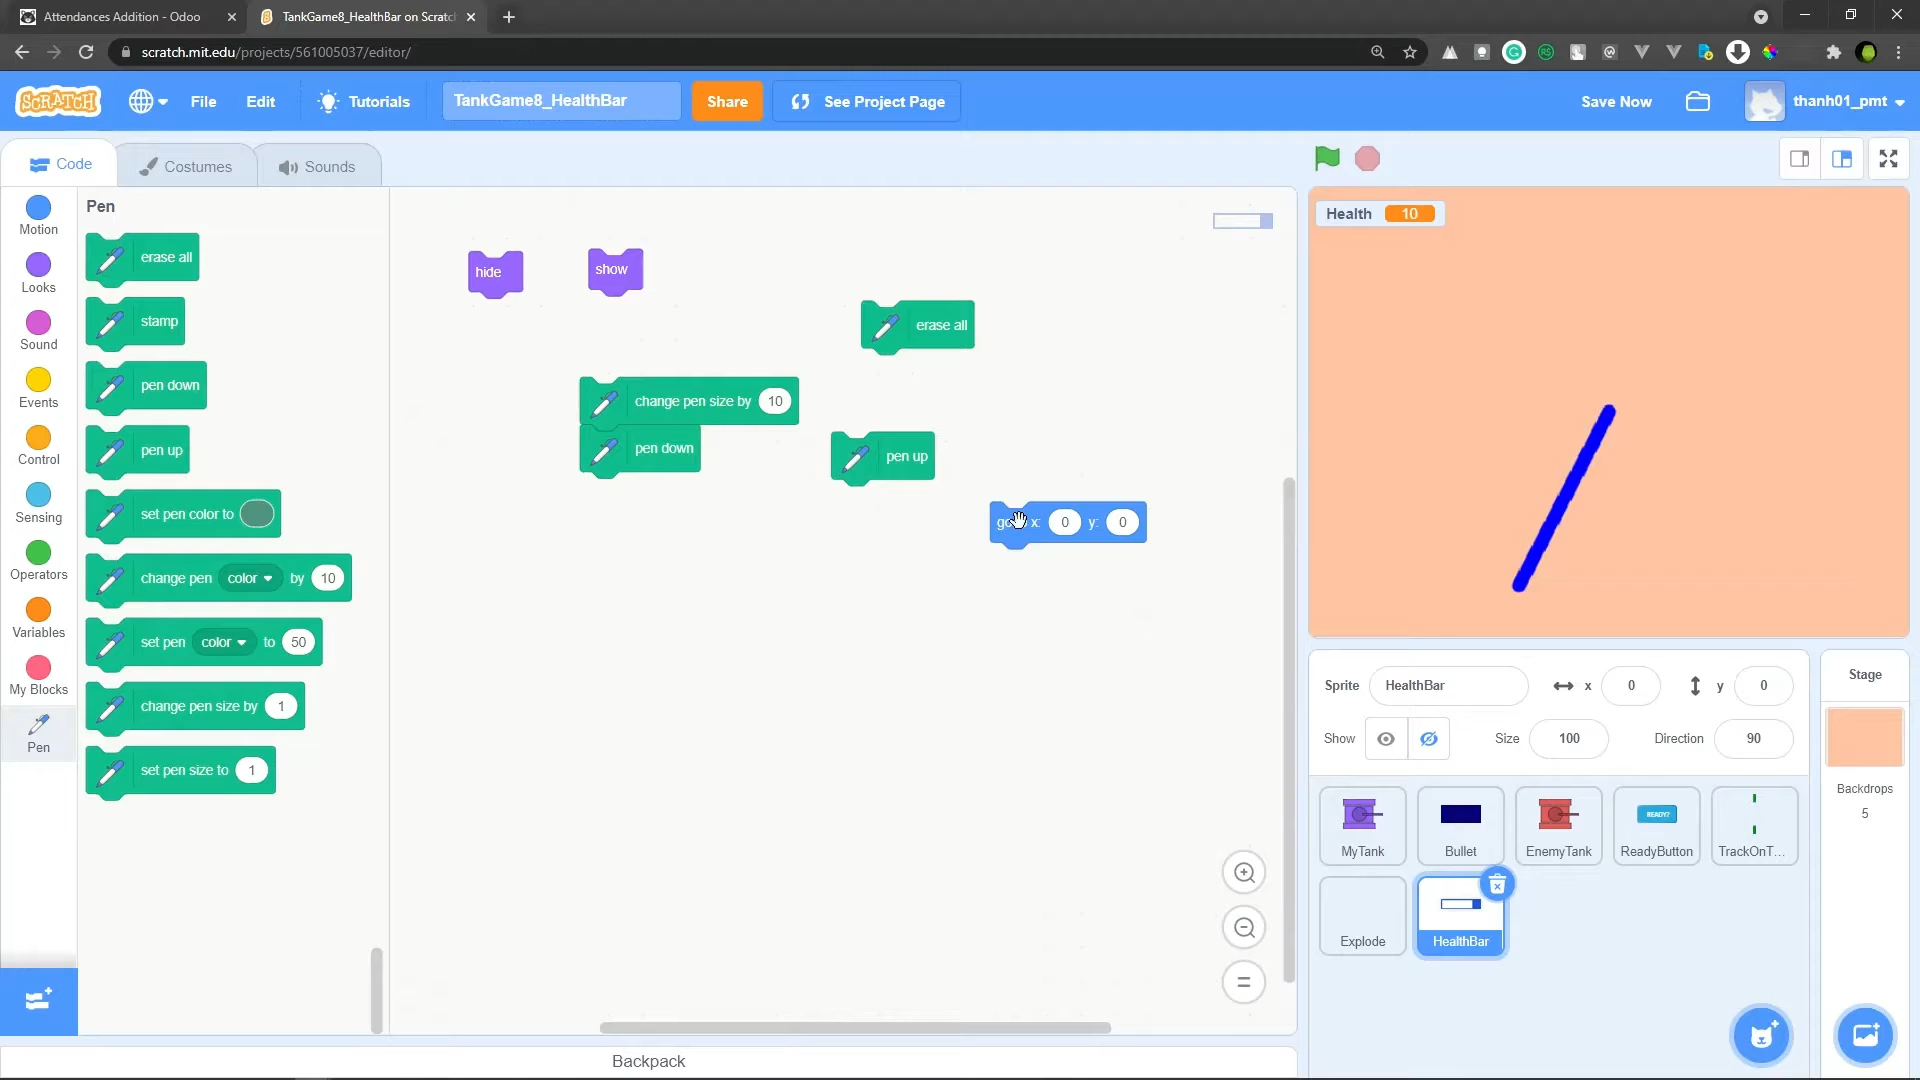 Attendances Addition - Odoo
TankGame8_HealthBar on Scratc
scratch.mit.edu/projects/561005037/editor/
SCRATCH
File
Edit
Tutorials
TankGame8_HealthBar
Share
See Project Page
Save Now
thanh01_pmt
Code
Costumes
Sounds
Motion
Looks
Sound
Events
Control
Sensing
Operators
Variables
My Blocks
Pen
Pen
erase all
stamp
pen down
pen up
set pen color to
change pen color by 10
set pen color to 50
change pen size by 1
set pen size to 1
hide
show
erase all
change pen size by 10
pen down
pen up
x: 0 y: 0
Backpack
Health 10
Sprite HealthBar x 0 y 0
Show Size 100 Direction 90
MyTank
Bullet
EnemyTank
READY?
ReadyButton
TrackOnT...
Explode
HealthBar
Stage
Backdrops
5